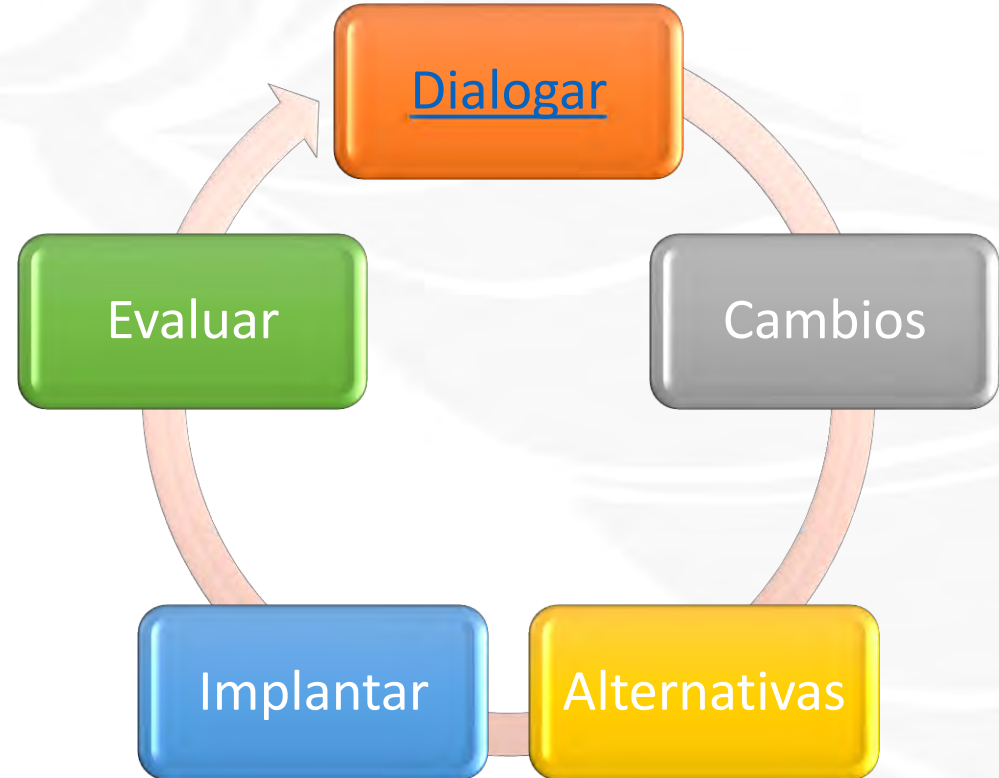 Dialogar
Cambios
Alternativas
Implantar
Evaluar